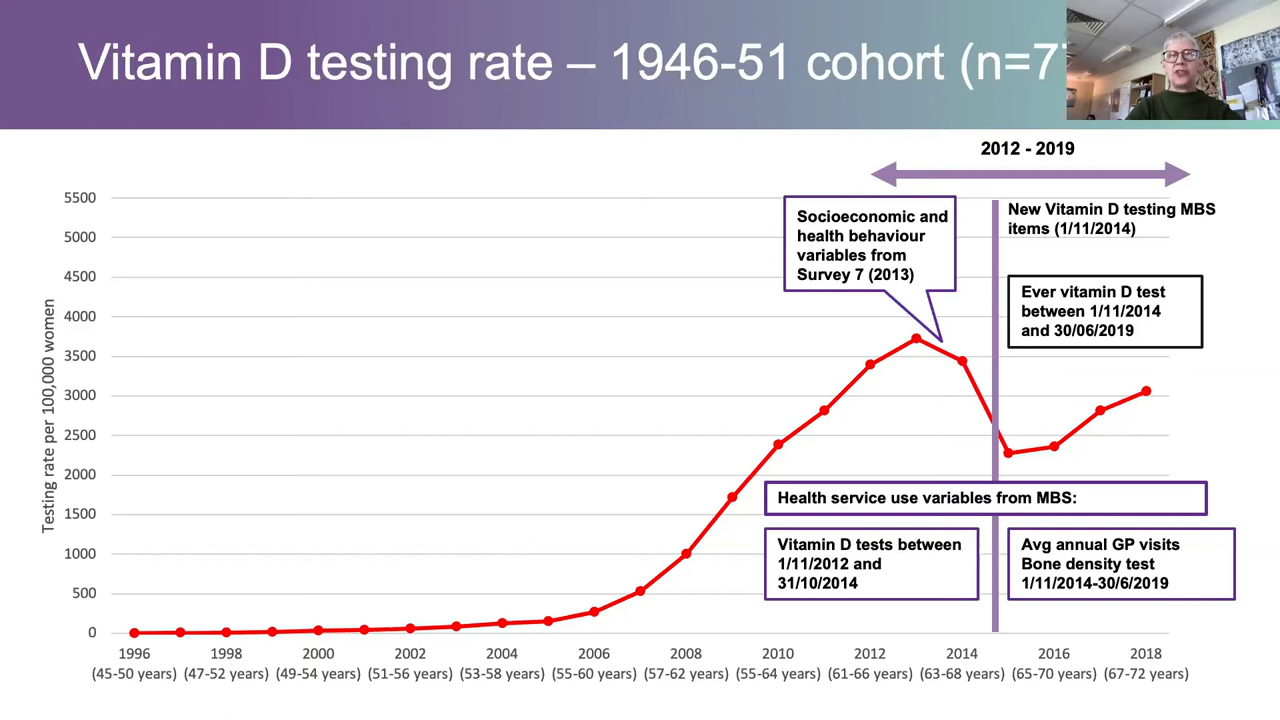 Vitamin D testing rate – 1946-51 cohort (n=7
2012 - 2019
5500
5000
4500
4000
3500
3000
2500
2000
1500
1000
500
0
Testing rate per 100,000 women
Socioeconomic and
health behaviour
variables from
Survey 7 (2013)
New Vitamin D testing MBS
items (1/11/2014)
Ever vitamin D test
between 1/11/2014
and 30/06/2019
Health service use variables from MBS:
Vitamin D tests between
1/11/2012 and
31/10/2014
Avg annual GP visits
Bone density test
1/11/2014-30/6/2019
1996 1998 2000 2002 2004 2006 2008 2010 2012 2014 2016 2018
(45-50 years) (47-52 years) (49-54 years) (51-56 years) (53-58 years) (55-60 years) (57-62 years) (55-64 years) (61-66 years) (63-68 years) (65-70 years) (67-72 years)